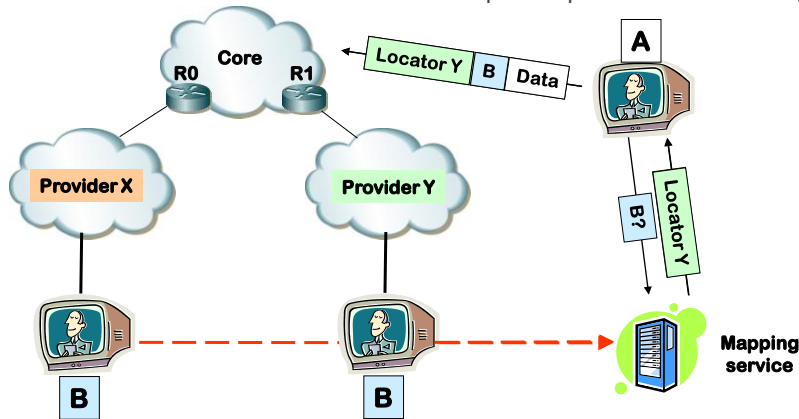 A
Core
Locator Y
B
Data
R0
R1
Provider X
Provider Y
B?
Locator Y
Mapping
service
B
B